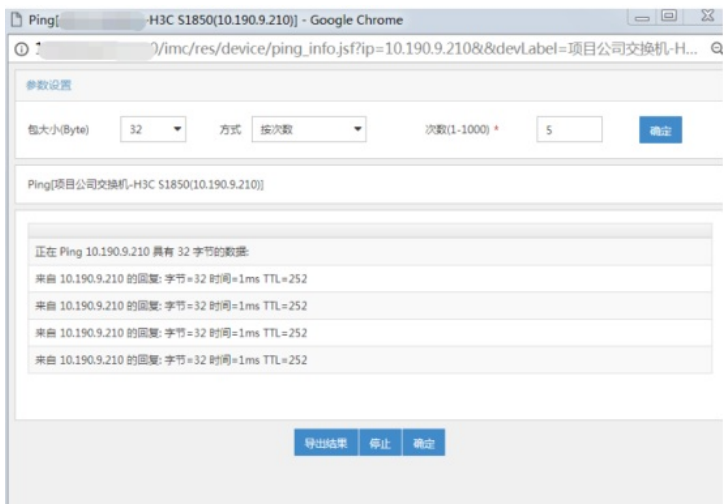 Ping[ -H3C S1850(10.190.9.210)] - Google Chrome
/imc/res/device/ping_info.jsf?ip=10.190.9.210&&devLabel=项目公司交换机-H...
参数设置
包大小(Byte) 32 方式 按次数 次数(1-1000) * 5 确定
Ping[项目公司交换机-H3C S1850(10.190.9.210)]
正在 Ping 10.190.9.210 具有 32 字节的数据:
来自 10.190.9.210 的回复: 字节=32 时间=1ms TTL=252
来自 10.190.9.210 的回复: 字节=32 时间=1ms TTL=252
来自 10.190.9.210 的回复: 字节=32 时间=1ms TTL=252
来自 10.190.9.210 的回复: 字节=32 时间=1ms TTL=252
导出结果 停止 确定